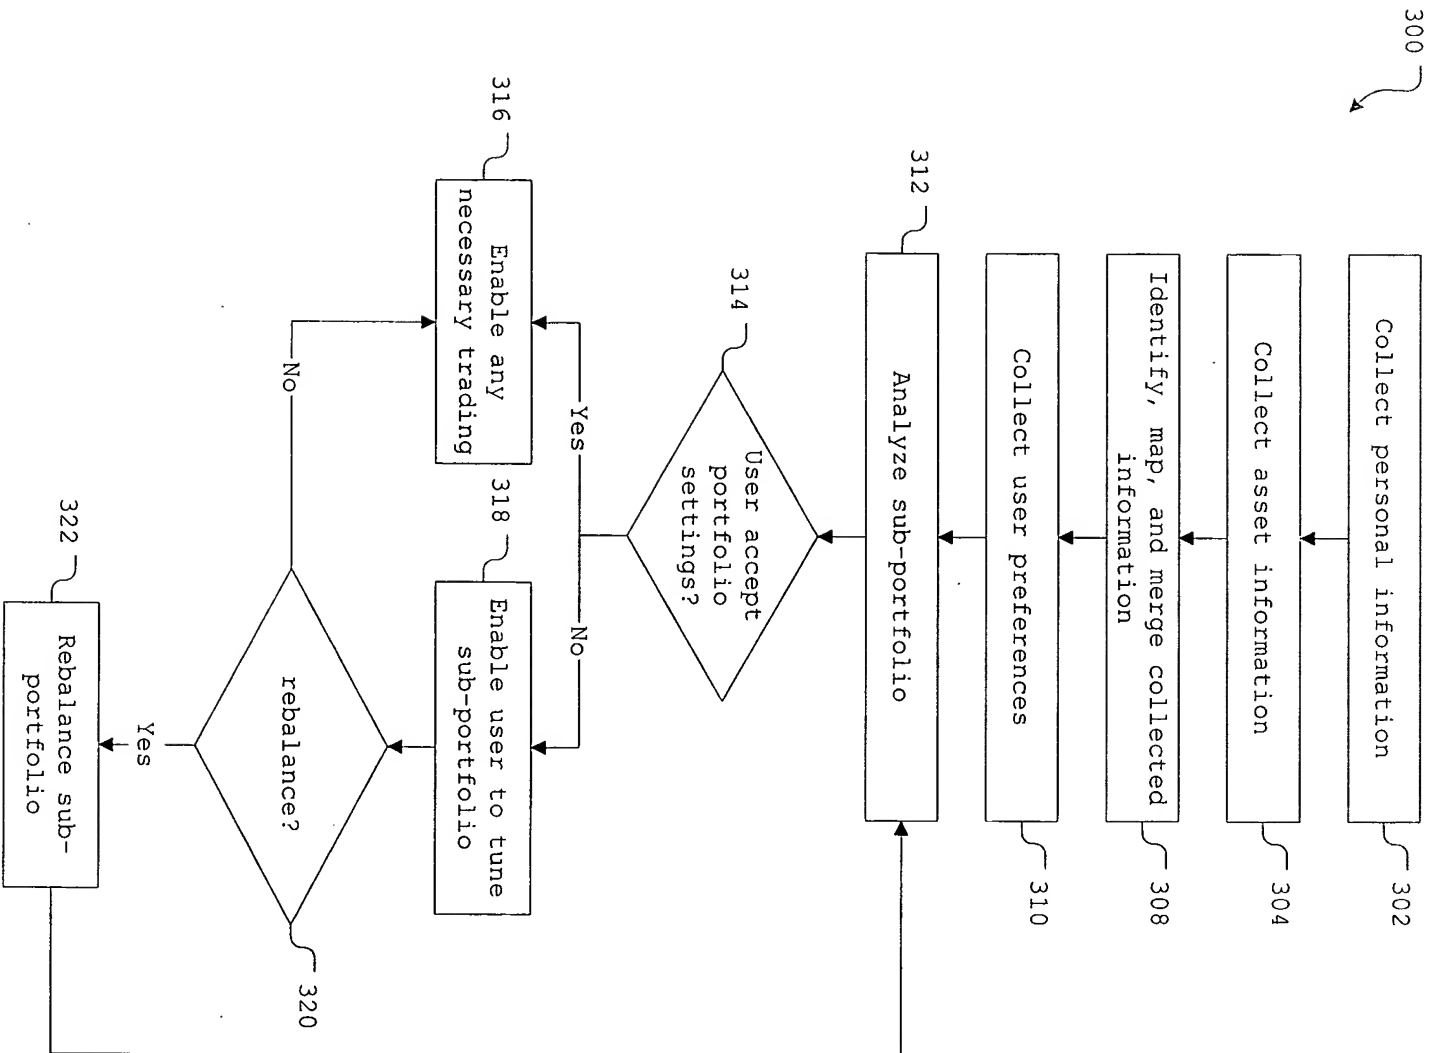 300
Collect personal information
302
Collect asset information
304
Identify, map, and merge collected
information
308
Collect user preferences
310
312
Analyze sub-portfolio
314
User accept
portfolio
settings?
Yes
No
316
Enable any
necessary trading
318
Enable user to tune
sub-portfolio
No
rebalance?
320
Yes
322
Rebalance sub-
portfolio